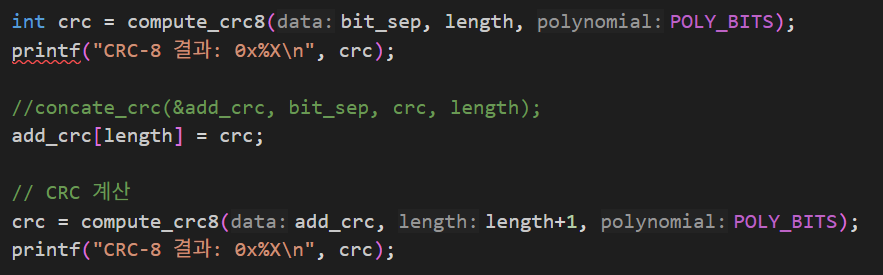 int crc = compute_crc8(data: bit_sep, length, polynomial: POLY_BITS);
printf("CRC-8 결과: 0x%X\n", crc);
//concate_crc(&add_crc, bit_sep, crc, length);
add_crc[length] = crc;
// CRC 계산
crc = compute_crc8(data: add_crc, length: length+1, polynomial: POLY_BITS);
printf("CRC-8 결과: 0x%X\n", crc);